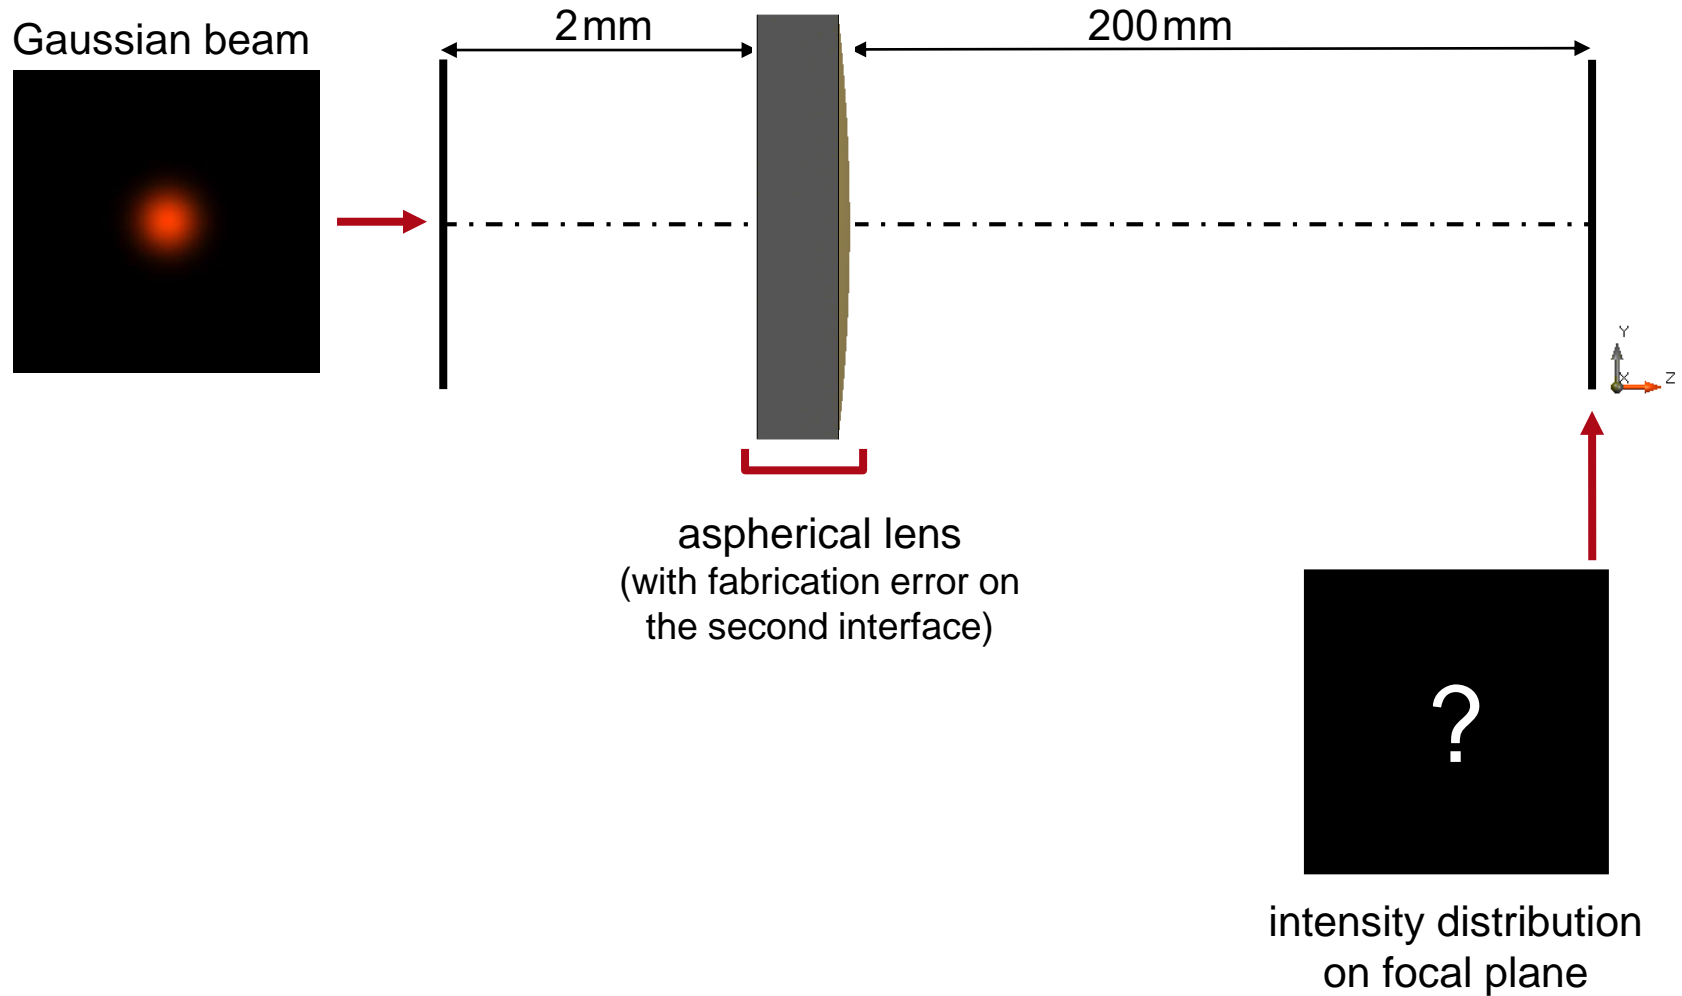 Gaussian beam
2mm
200mm
Y
X
Z
aspherical lens
(with fabrication error on
the second interface)
?
intensity distribution
on focal plane